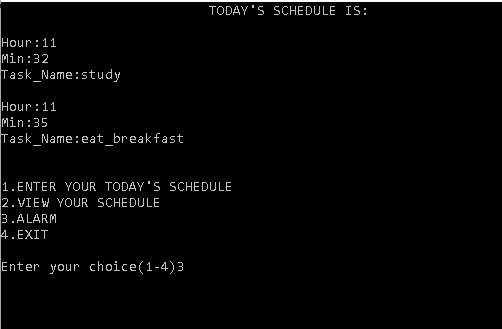 TODAY'S SCHEDULE IS:
Hour:11
Min:32
Task_Name:study
Hour:11
Min:35
Task_Name:eat_breakfast
1.ENTER YOUR TODAY'S SCHEDULE
2.VIEW YOUR SCHEDULE
3.ALARM
4.EXIT
Enter your choice(1-4)3